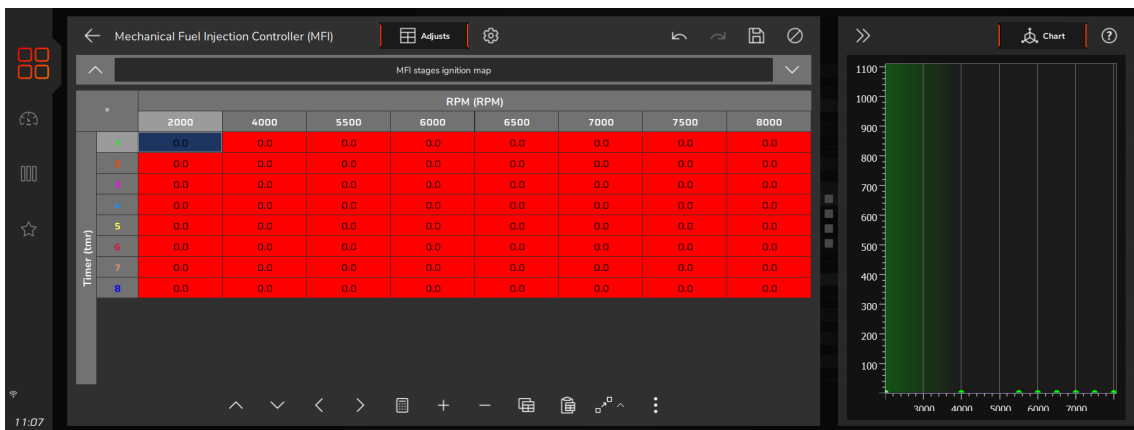 Mechanical Fuel Injection Controller (MFI) Adjusts
MFI stages ignition map
° RPM (RPM)
2000 4000 5500 6000 6500 7000 7500 8000
Timer (tmr)
1 0.0 0.0 0.0 0.0 0.0 0.0 0.0 0.0
2 0.0 0.0 0.0 0.0 0.0 0.0 0.0 0.0
3 0.0 0.0 0.0 0.0 0.0 0.0 0.0 0.0
4 0.0 0.0 0.0 0.0 0.0 0.0 0.0 0.0
5 0.0 0.0 0.0 0.0 0.0 0.0 0.0 0.0
6 0.0 0.0 0.0 0.0 0.0 0.0 0.0 0.0
7 0.0 0.0 0.0 0.0 0.0 0.0 0.0 0.0
8 0.0 0.0 0.0 0.0 0.0 0.0 0.0 0.0
11:07
Chart ?
1100
1000
900
800
700
600
500
400
300
200
100
3000 4000 5000 6000 7000